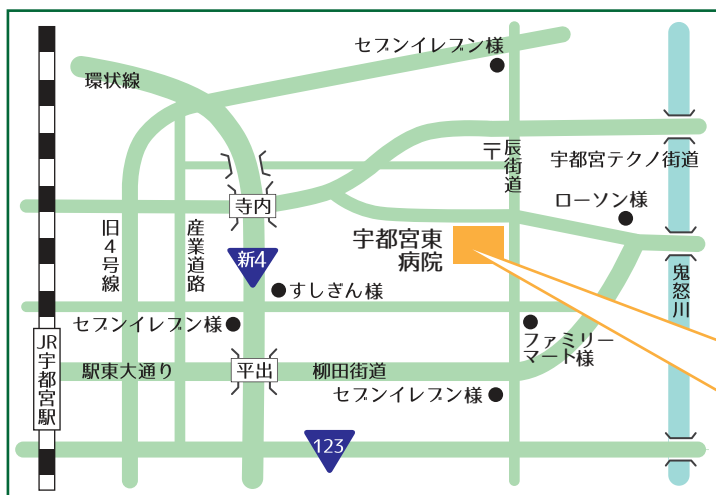 セブンイレブン様
環状線
〒
辰街道
宇都宮テクノ街道
ローソン様
寺内
旧4号線
産業道路
宇都宮東
病院
新4
すしぎん様
鬼怒川
セブンイレブン様
ファミリー
マート様
JR宇都宮駅
駅東大通り
平出
柳田街道
セブンイレブン様
123